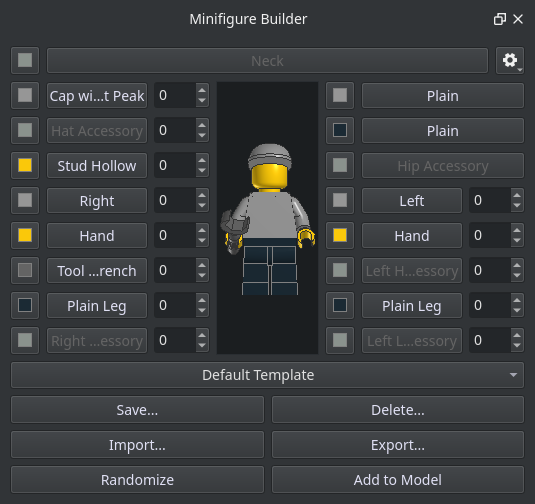 Minifigure Builder
Neck
Cap wi...t Peak 0 Plain
Hat Accessory 0 Plain
Stud Hollow 0 Hip Accessory
Right 0 Left 0
Hand 0 Hand 0
Tool ...rench 0 Left H...essory 0
Plain Leg 0 Plain Leg 0
Right ...essory 0 Left L...essory 0
Default Template
Save... Delete...
Import... Export...
Randomize Add to Model